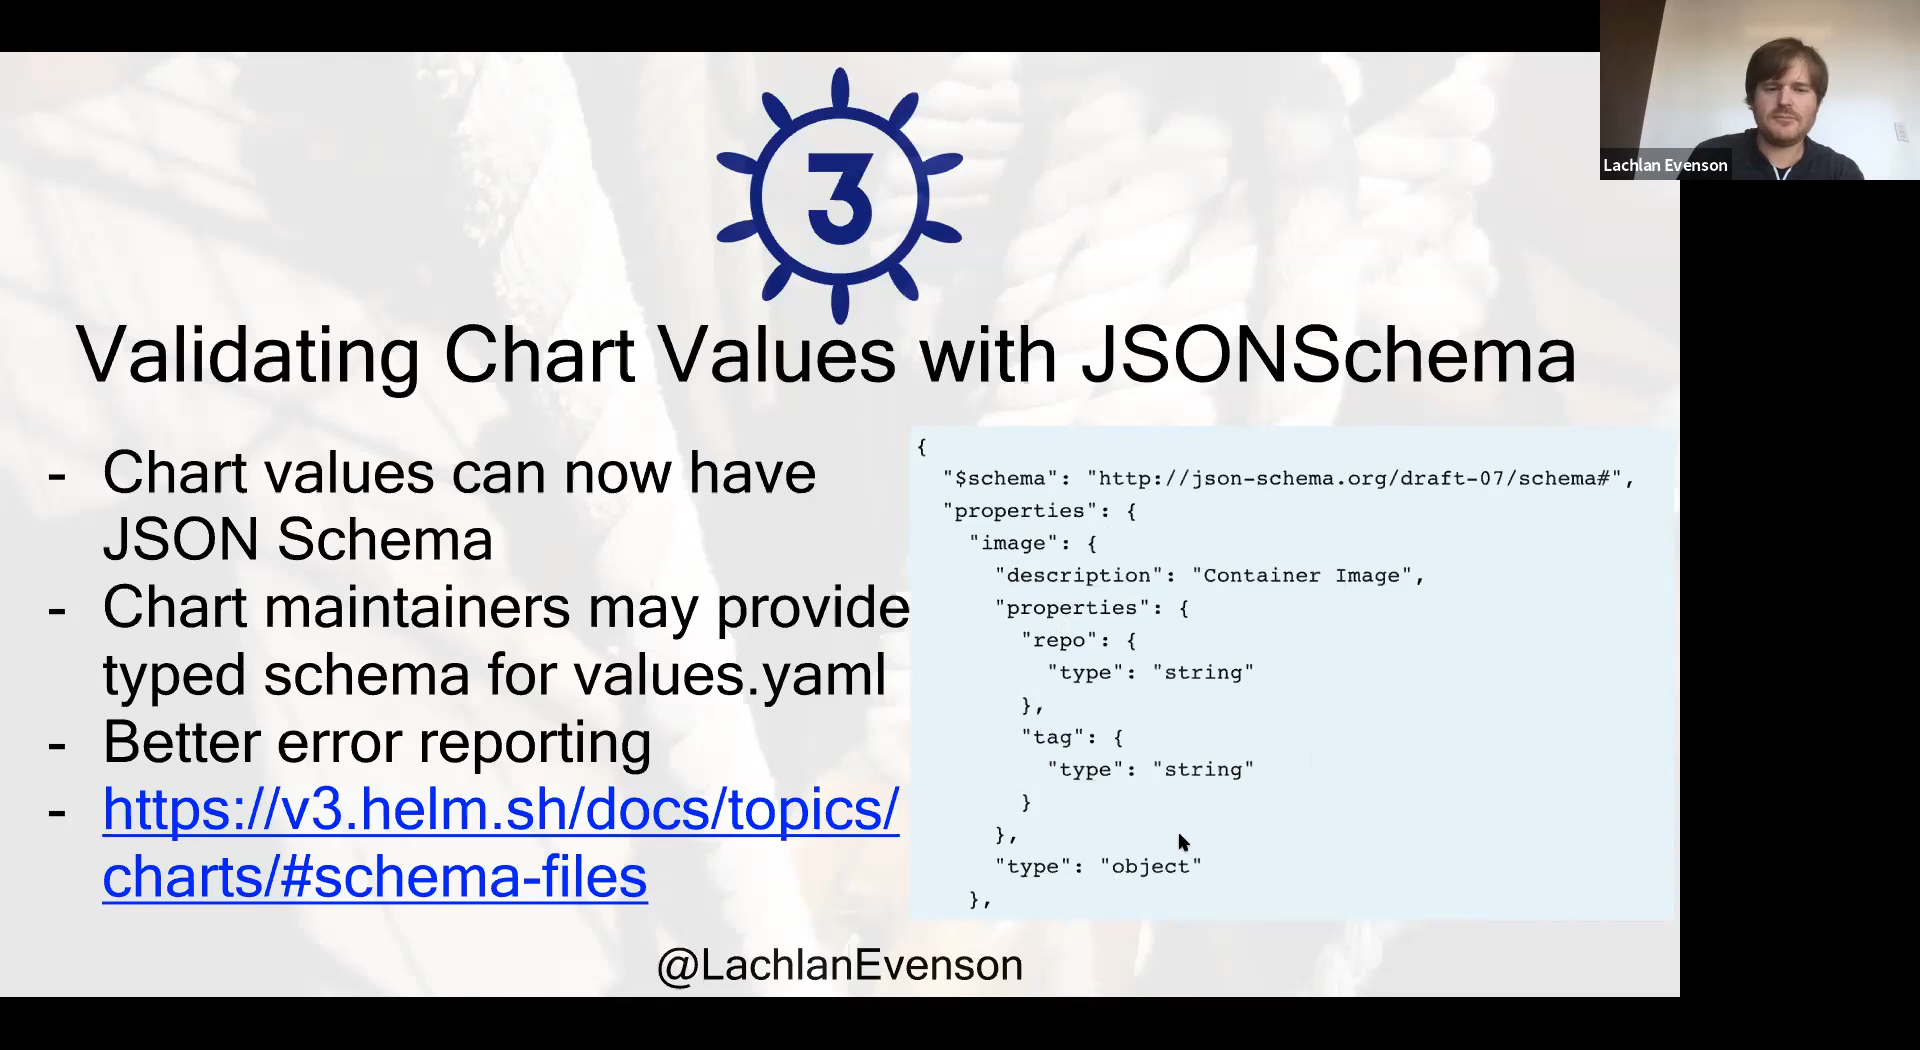 3
Lachlan Evenson
Validating Chart Values with JSONSchema
- Chart values can now have
JSON Schema
- Chart maintainers may provide
typed schema for values.yaml
- Better error reporting
- https://v3.helm.sh/docs/topics/
charts/#schema-files
{
"$schema": "http://json-schema.org/draft-07/schema#",
"properties": {
"image": {
"description": "Container Image",
"properties": {
"repo": {
"type": "string"
},
"tag": {
"type": "string"
}
},
"type": "object"
},
@LachlanEvenson